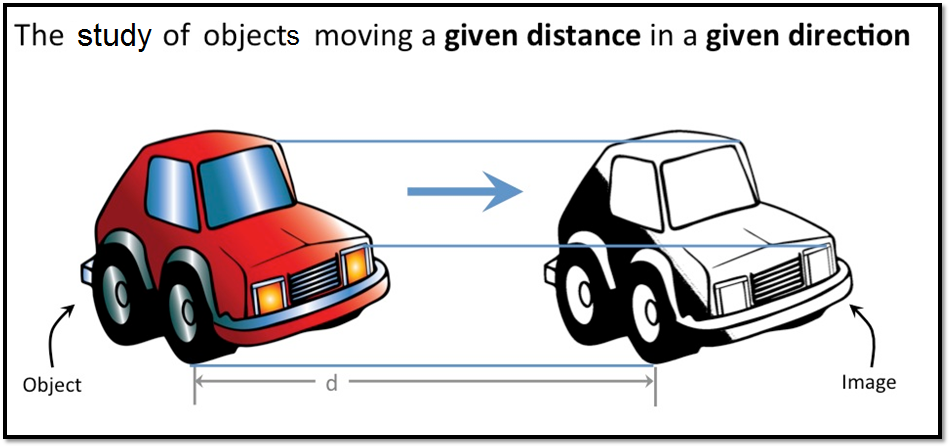 The study of objects moving a given distance in a given direction
Object
d
Image